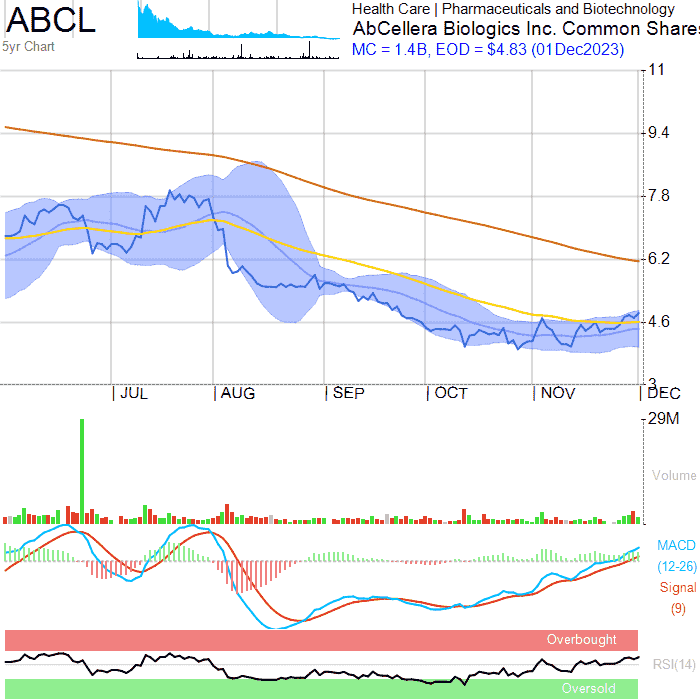 ABCL
5yr Chart
Health Care | Pharmaceuticals and Biotechnology
AbCellera Biologics Inc. Common Shares
MC = 1.4B, EOD = $4.83 (01Dec2023)
11
9.4
7.8
6.2
4.6
3
JUL
AUG
SEP
OCT
NOV
DEC
29M
Volume
MACD
(12-26)
Signal
(9)
Overbought
RSI(14)
Oversold